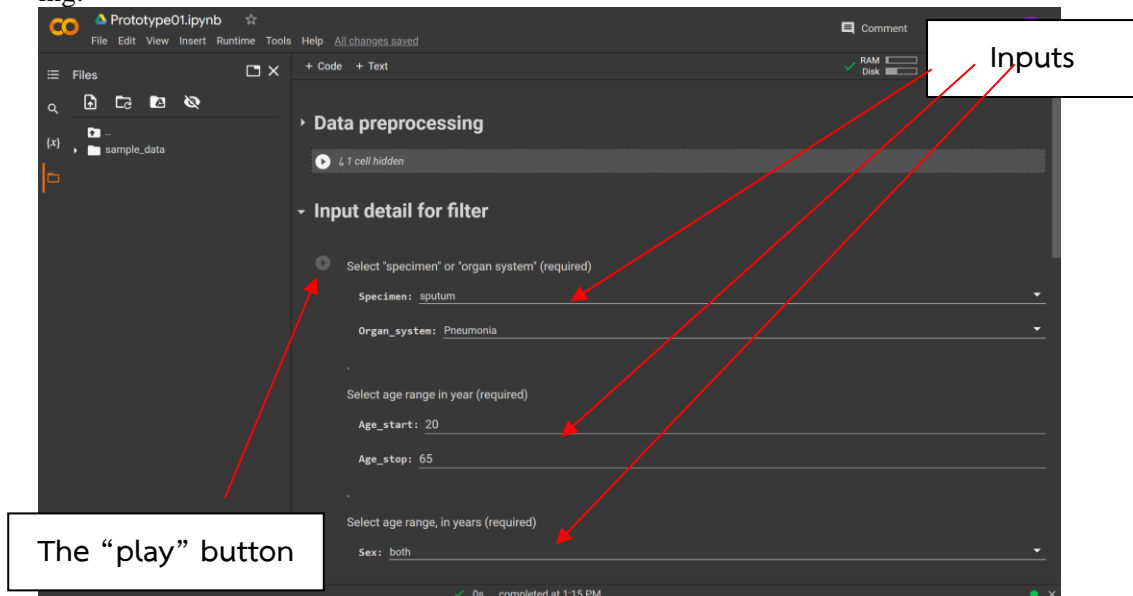 ing.
Prototype01.ipynb
File Edit View Insert Runtime Tools Help All changes saved
Comment
Inputs
Files
+ Code + Text
RAM
Disk
{x}
..
sample_data
Data preprocessing
1 cell hidden
Input detail for filter
Select "specimen" or "organ system" (required)
Specimen: sputum
Organ_system: Pneumonia
.
Select age range in year (required)
Age_start: 20
Age_stop: 65
.
Select age range, in years (required)
Sex: both
The “play” button
0s completed at 1:15 PM